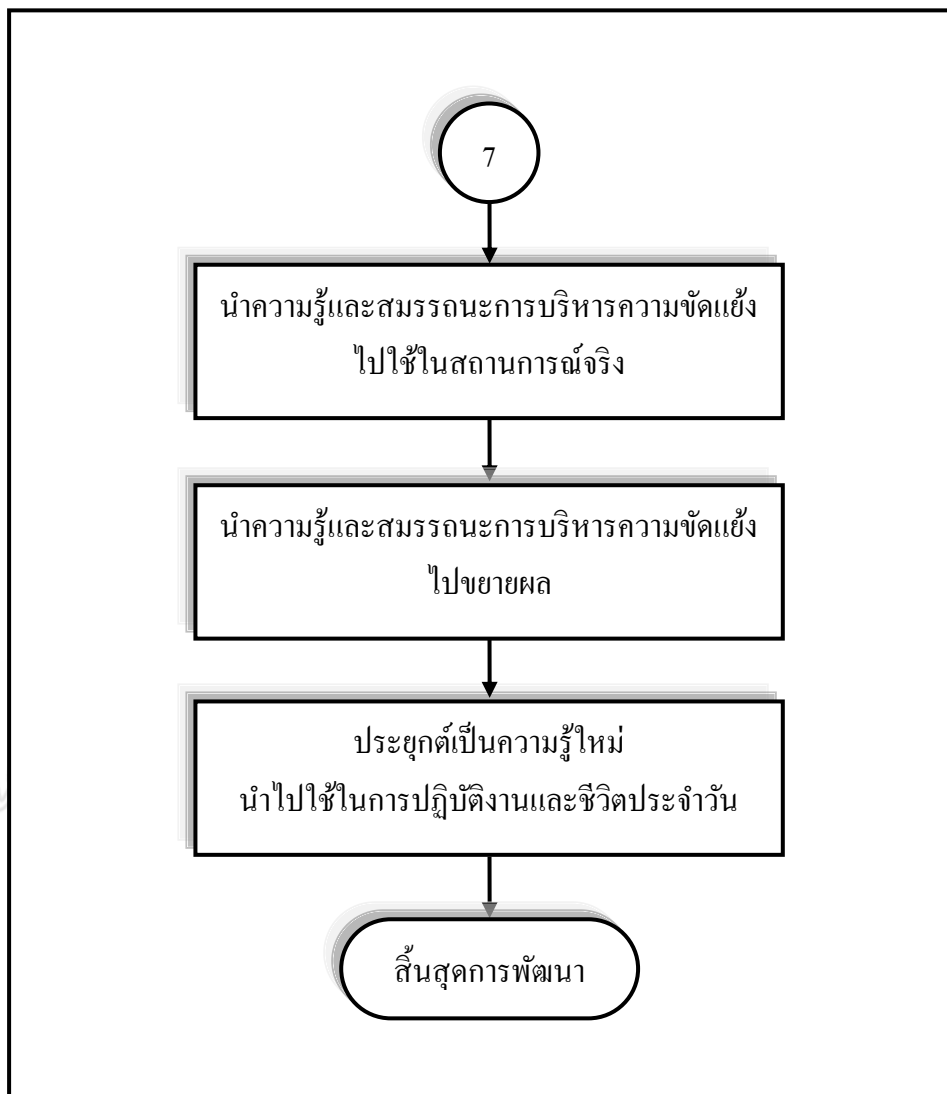 7
นำความรู้และสมรรถนะการบริหารความขัดแย้ง
ไปใช้ในสถานการณ์จริง
นำความรู้และสมรรถนะการบริหารความขัดแย้ง
ไปขยายผล
ประยุกต์เป็นความรู้ใหม่
นำไปใช้ในการปฏิบัติงานและชีวิตประจำวัน
สิ้นสุดการพัฒนา